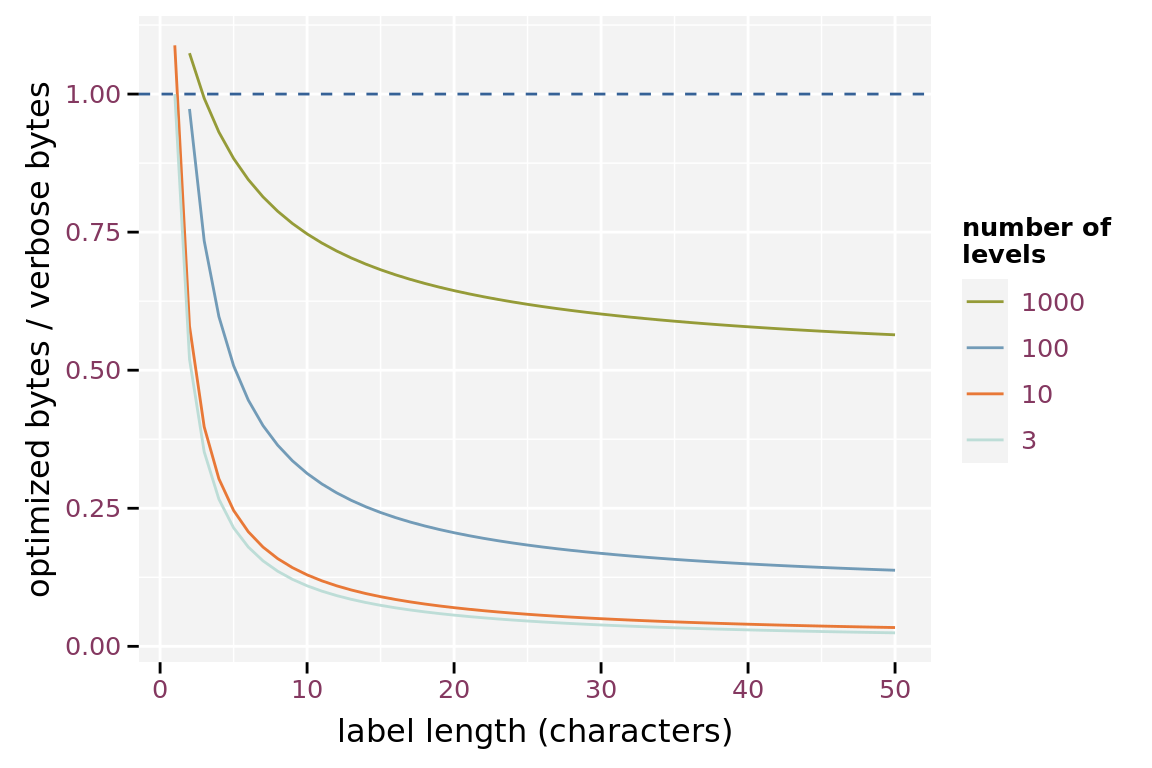 optimized bytes / verbose bytes
1.00
0.75
0.50
0.25
0.00
0 10 20 30 40 50
label length (characters)
number of
levels
1000
100
10
3